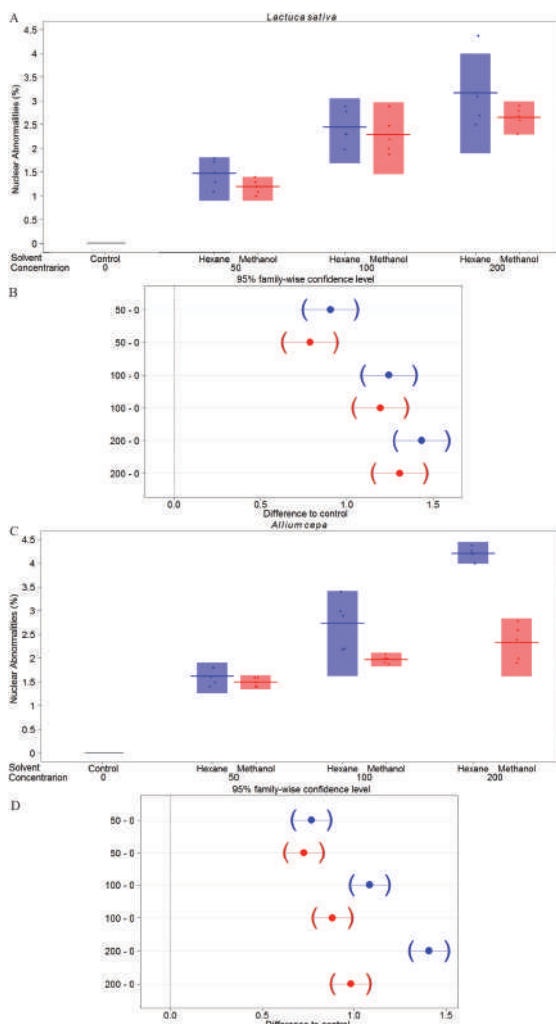 A
Lactuca sativa
Nuclear Abnormalities (%)
4.5
4
3.5
3
2.5
2
1.5
1
0.5
0
Solvent Control Hexane Methanol Hexane Methanol Hexane Methanol
Concentrarion 0 50 100 200
95% family-wise confidence level
B
50 - 0
50 - 0
100 - 0
100 - 0
200 - 0
200 - 0
0.0 0.5 1.0 1.5
Difference to control
C
Allium cepa
Nuclear Abnormalities (%)
4.5
4
3.5
3
2.5
2
1.5
1
0.5
0
Solvent Control Hexane Methanol Hexane Methanol Hexane Methanol
Concentrarion 0 50 100 200
95% family-wise confidence level
D
50 - 0
50 - 0
100 - 0
100 - 0
200 - 0
200 - 0
0.0 0.5 1.0 1.5
Difference to control